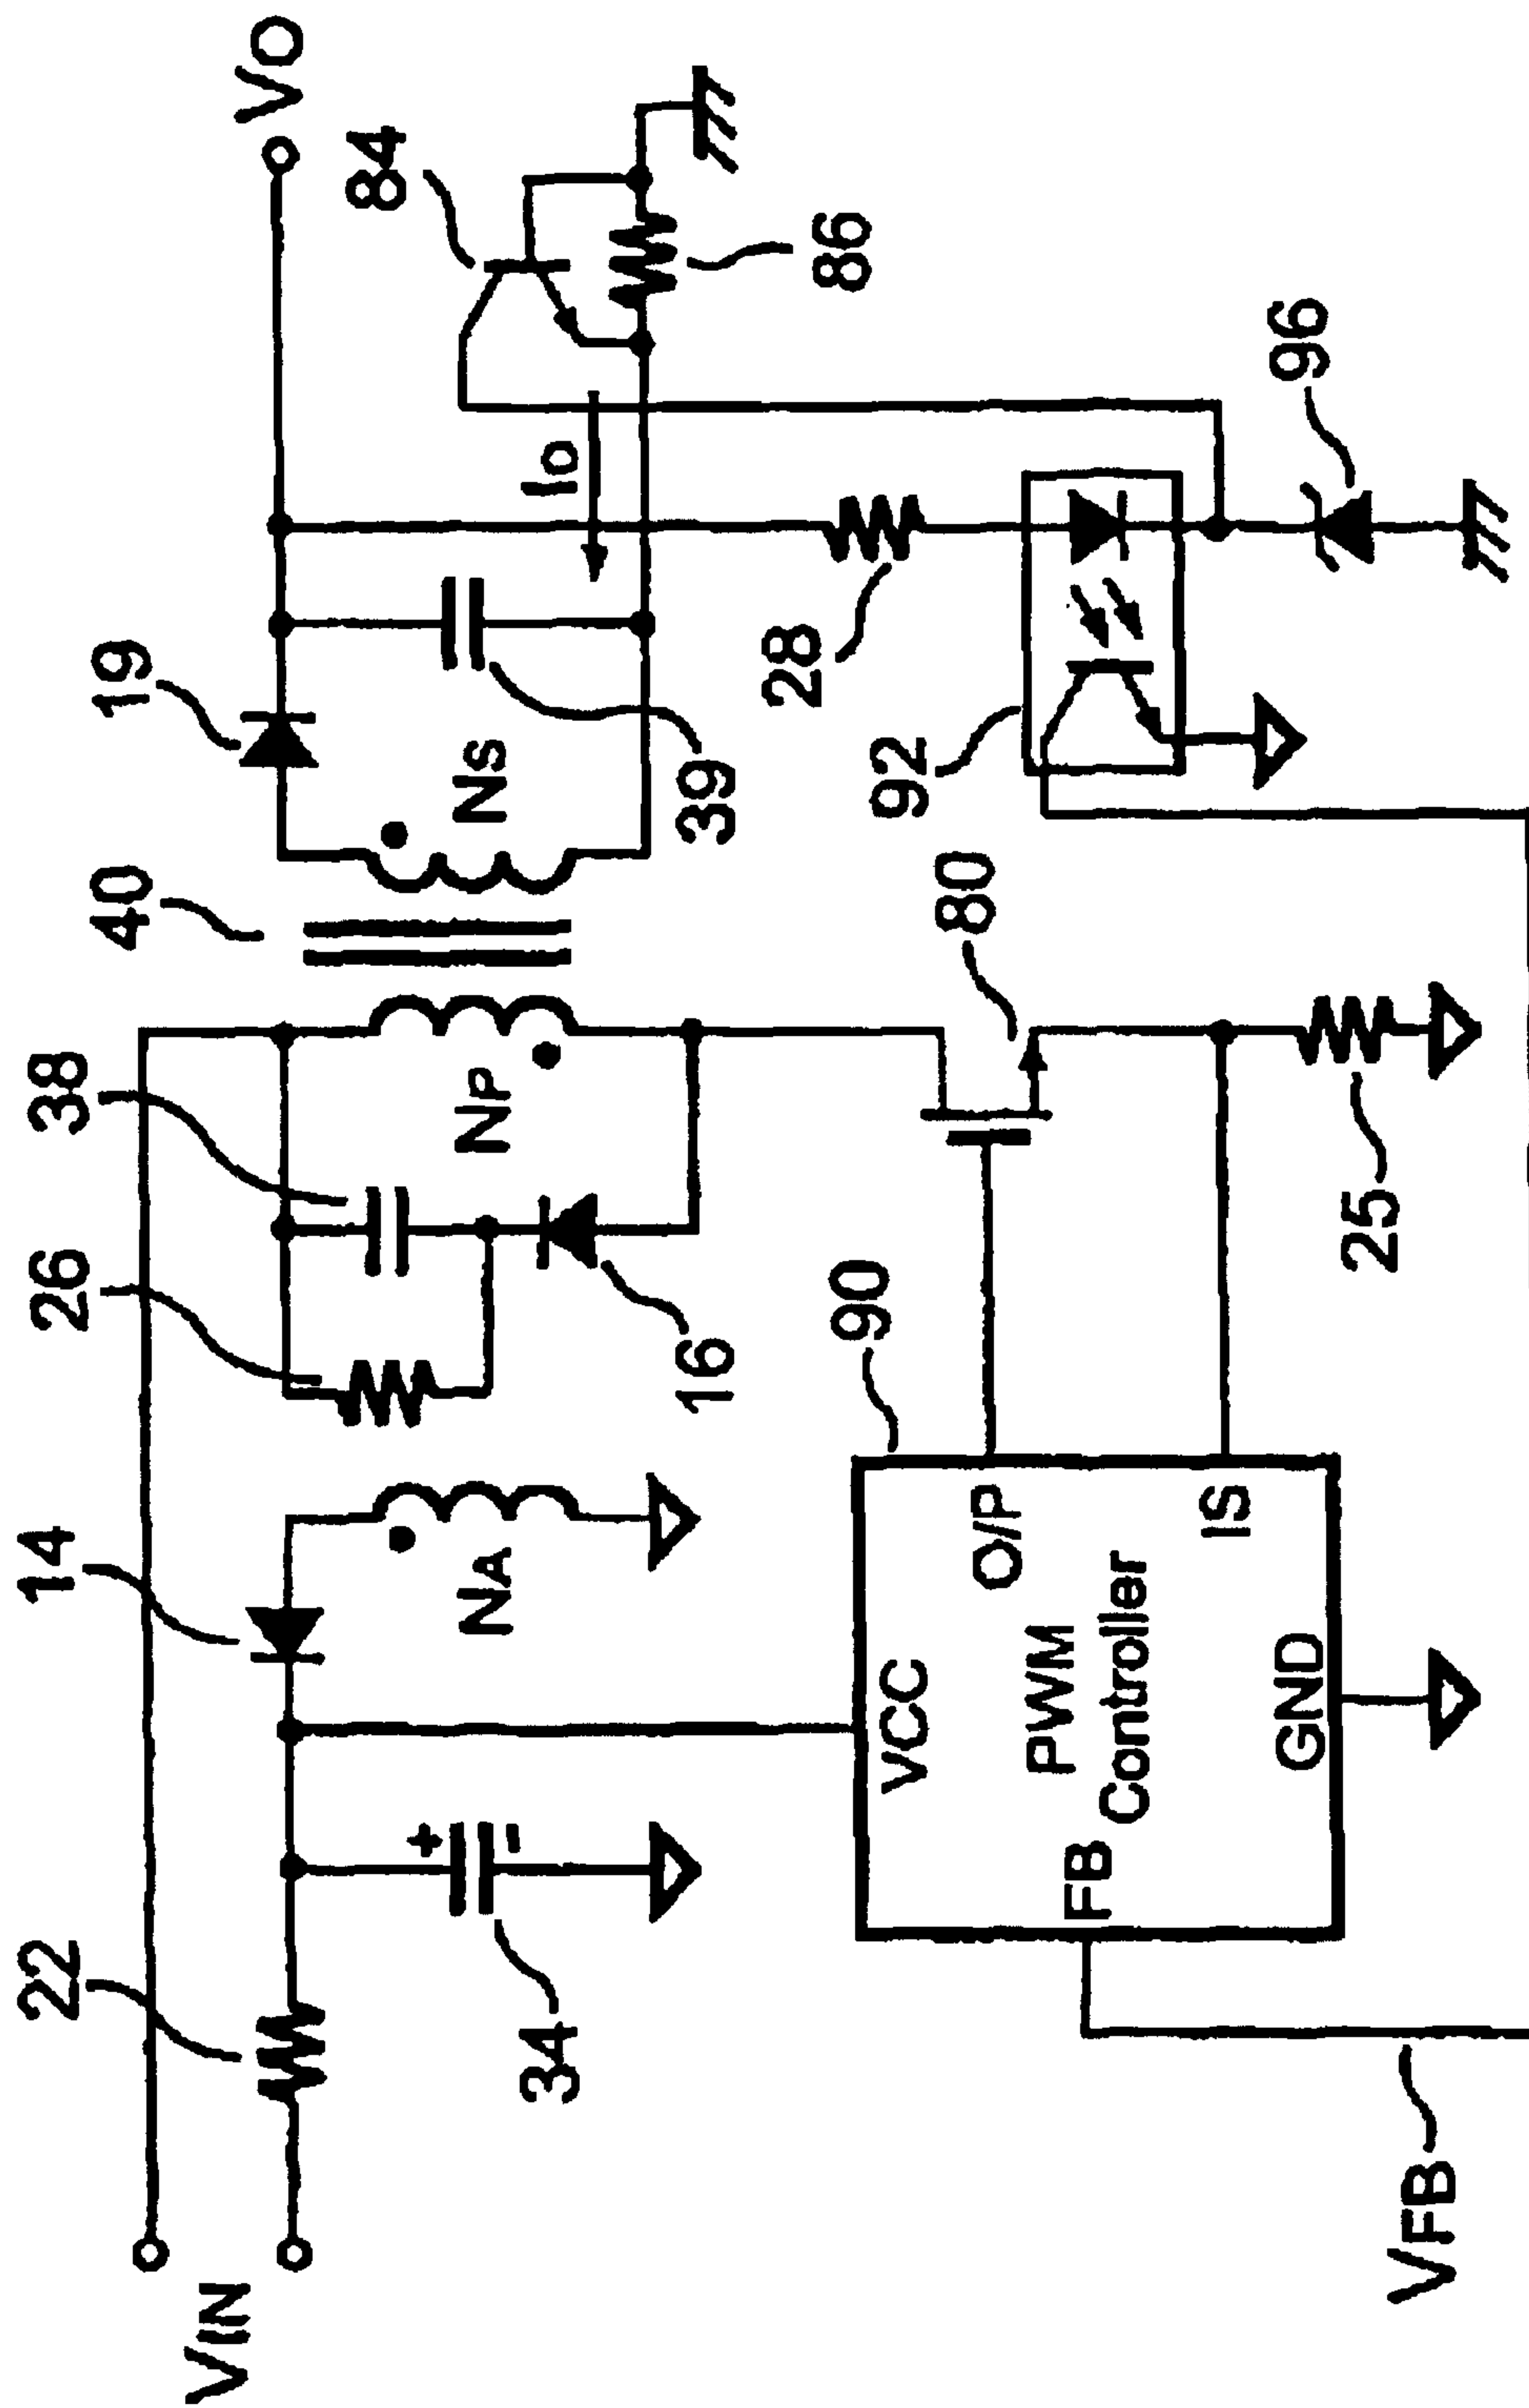 VIN
22
14
26
38
40
19
VO
84
34
NA
16
NP
NS
39
IO
86
VCC
90
80
92
28
96
O/P
PWM
Controller
FB
IS
GND
25
VFB
+
-